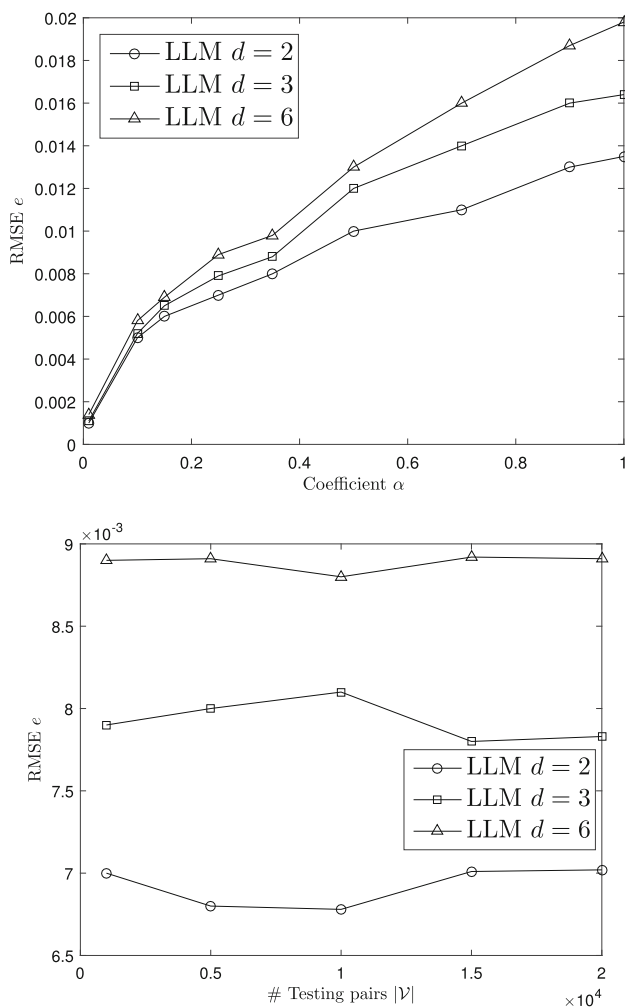 0.02
0.018
0.016
0.014
0.012
0.01
0.008
0.006
0.004
0.002
0
RMSE e
LLM d = 2
LLM d = 3
LLM d = 6
0 0.2 0.4 0.6 0.8 1
Coefficient α
×10⁻³
9
8.5
8
7.5
7
6.5
RMSE e
LLM d = 2
LLM d = 3
LLM d = 6
0 0.5 1 1.5 2
# Testing pairs |𝒱|
×10⁴